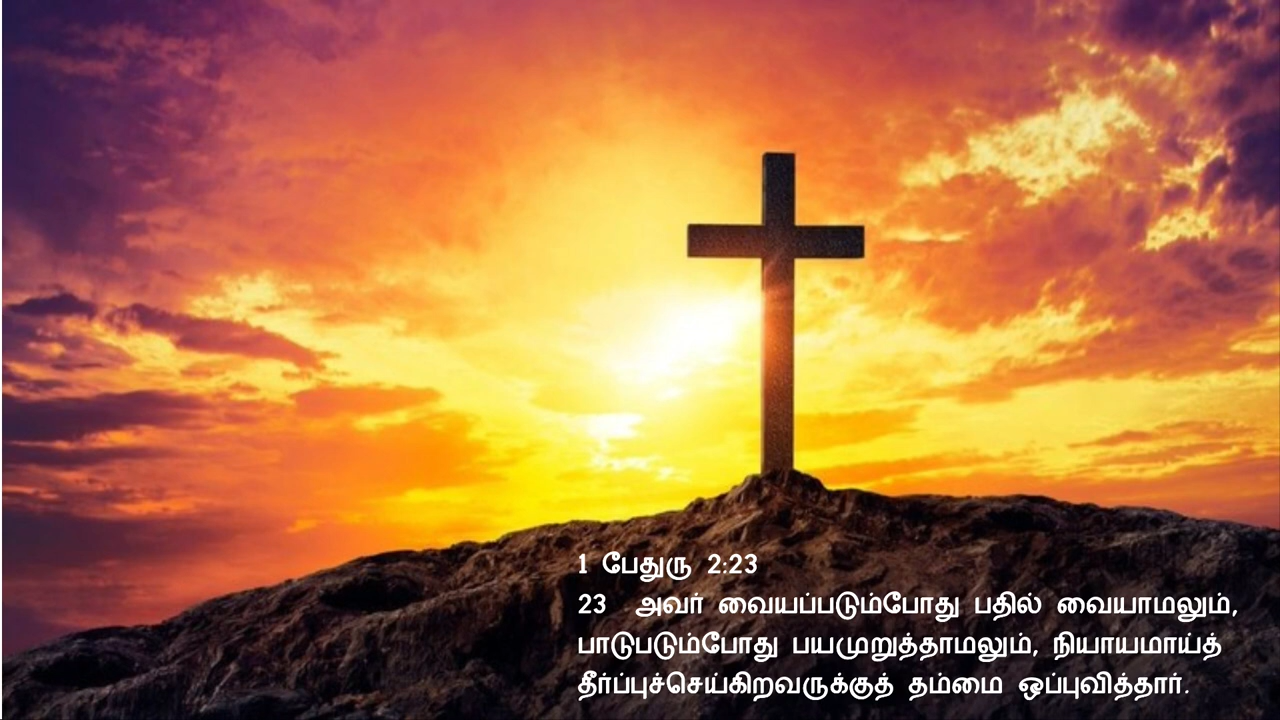 1 பேதுரு 2:23
23 அவர் வையப்படும்போது பதில் வையாமலும்,
பாடுபடும்போது பயமுறுத்தாமலும், நியாயமாய்த்
தீர்ப்புச்செய்கிறவருக்குத் தம்மை ஒப்புவித்தார்.